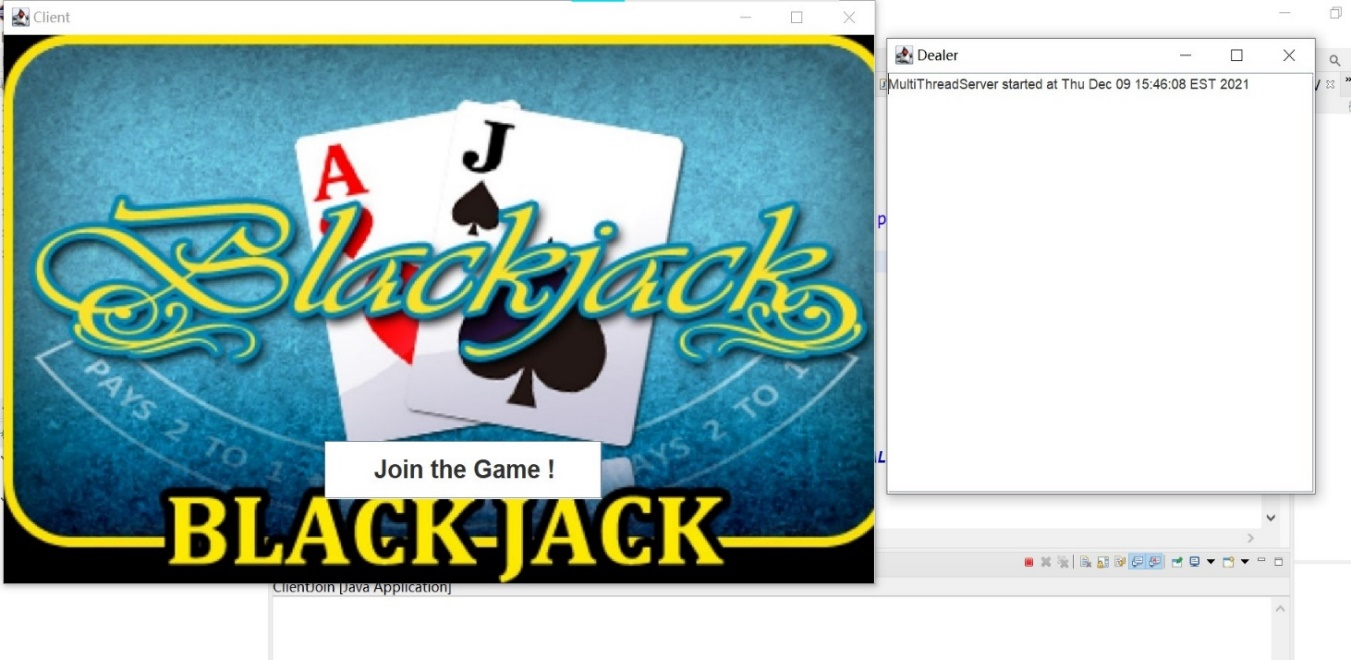 Client
A
J
Blackjack
PAYS 2 TO 1
PAYS 2 TO 1
Join the Game !
BLACK JACK
Dealer
MultiThreadServer started at Thu Dec 09 15:46:08 EST 2021
ClientJoin [Java Application]